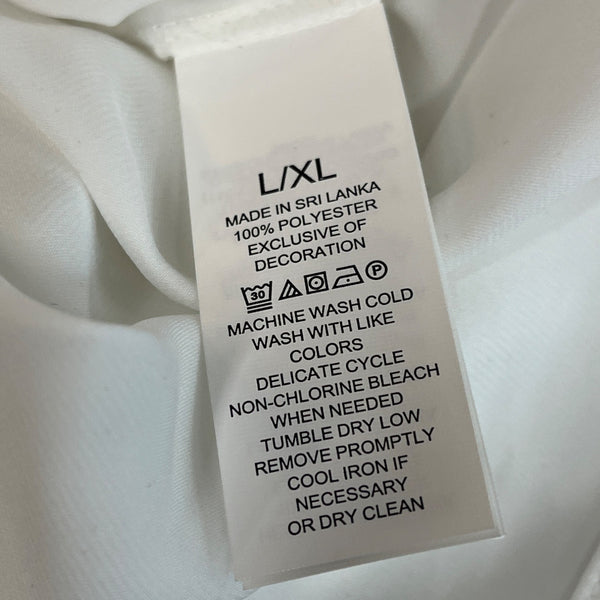 L/XL
MADE IN SRI LANKA
100% POLYESTER
EXCLUSIVE OF
DECORATION
30 P
MACHINE WASH COLD
WASH WITH LIKE
COLORS
DELICATE CYCLE
NON-CHLORINE BLEACH
WHEN NEEDED
TUMBLE DRY LOW
REMOVE PROMPTLY
COOL IRON IF
NECESSARY
OR DRY CLEAN